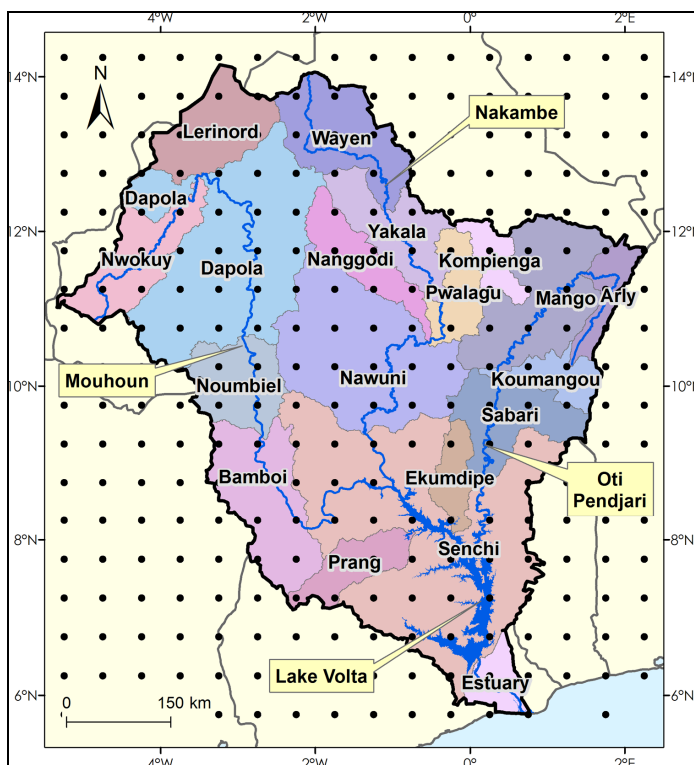 4°W 2°W 0° 2°E
14°N 14°N
N
Nakambe
Lerinord
Wayen
Dapola
12°N 12°N
Yakala
Nwokuy
Dapola
Nanggodi
Kompienga
Pwalagu
Mango
Arly
Mouhoun
10°N 10°N
Noumbiel
Nawuni
Koumangou
Sabari
Bamboi
Ekumdipe
Oti
Pendjari
8°N 8°N
Senchi
Prang
Lake Volta
Estuary
6°N 6°N
0 150 km
4°W 2°W 0° 2°E